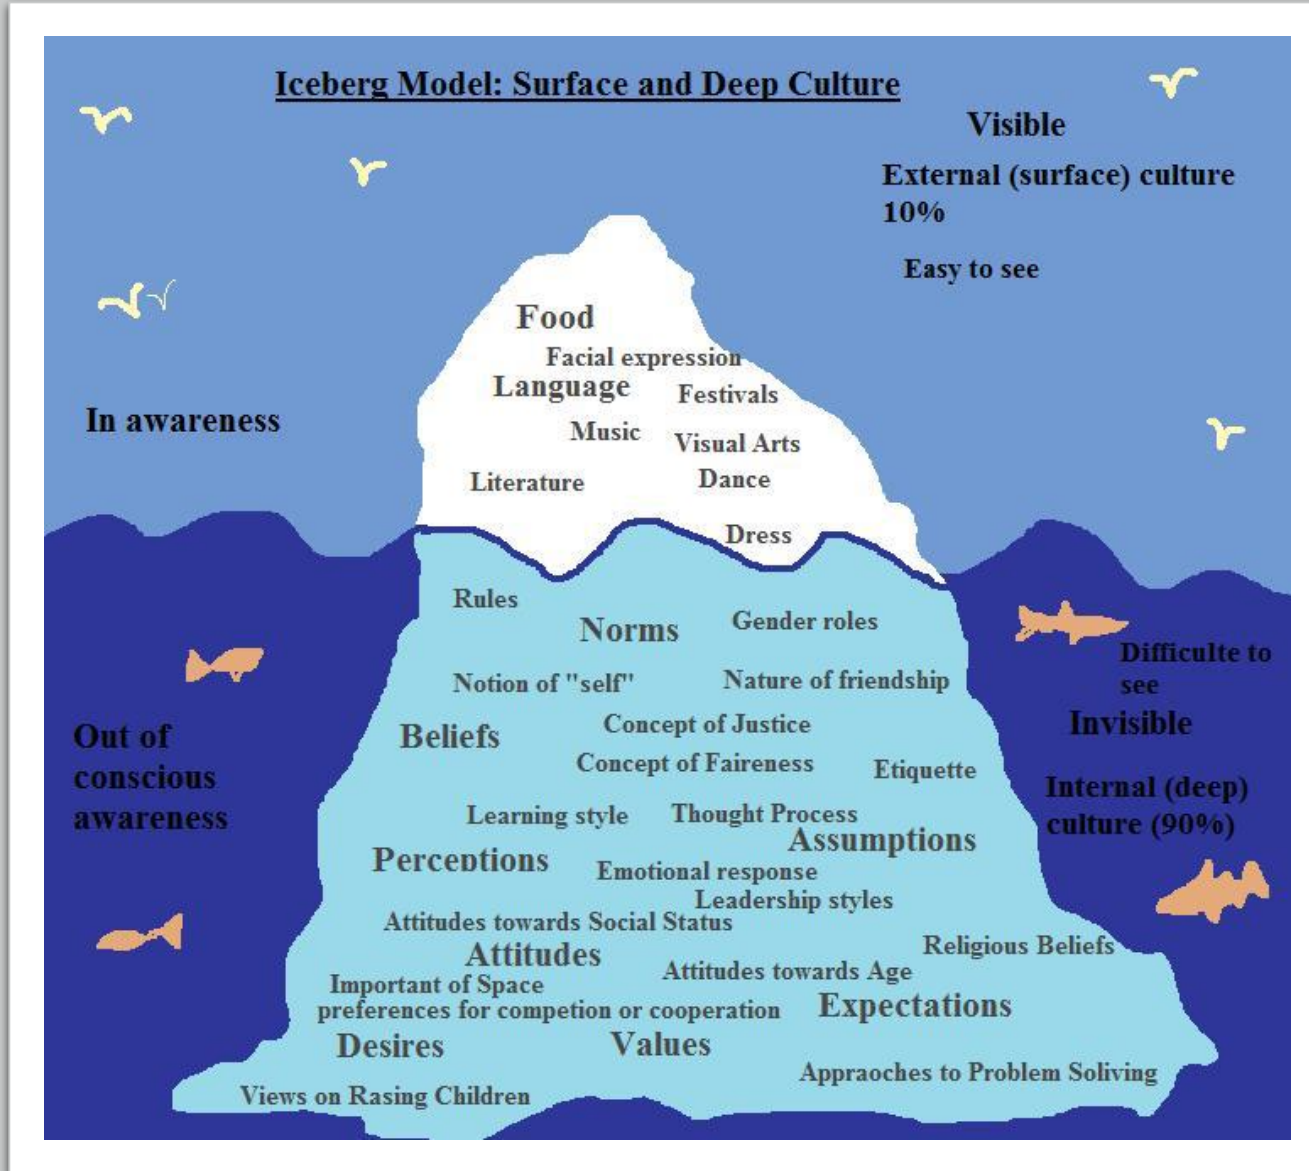 Iceberg Model: Surface and Deep Culture
Visible
External (surface) culture
10%
Easy to see
In awareness
Food
Facial expression
Language
Festivals
Music
Visual Arts
Literature
Dance
Dress
Rules
Norms
Gender roles
Notion of "self"
Nature of friendship
Beliefs
Concept of Justice
Concept of Faireness
Etiquette
Learning style
Thought Process
Assumptions
Perceptions
Emotional response
Leadership styles
Attitudes towards Social Status
Attitudes
Religious Beliefs
Important of Space
Attitudes towards Age
preferences for competion or cooperation
Expectations
Desires
Values
Appraoches to Problem Soliving
Views on Rasing Children
Out of
conscious
awareness
Difficulte to
see
Invisible
Internal (deep)
culture (90%)